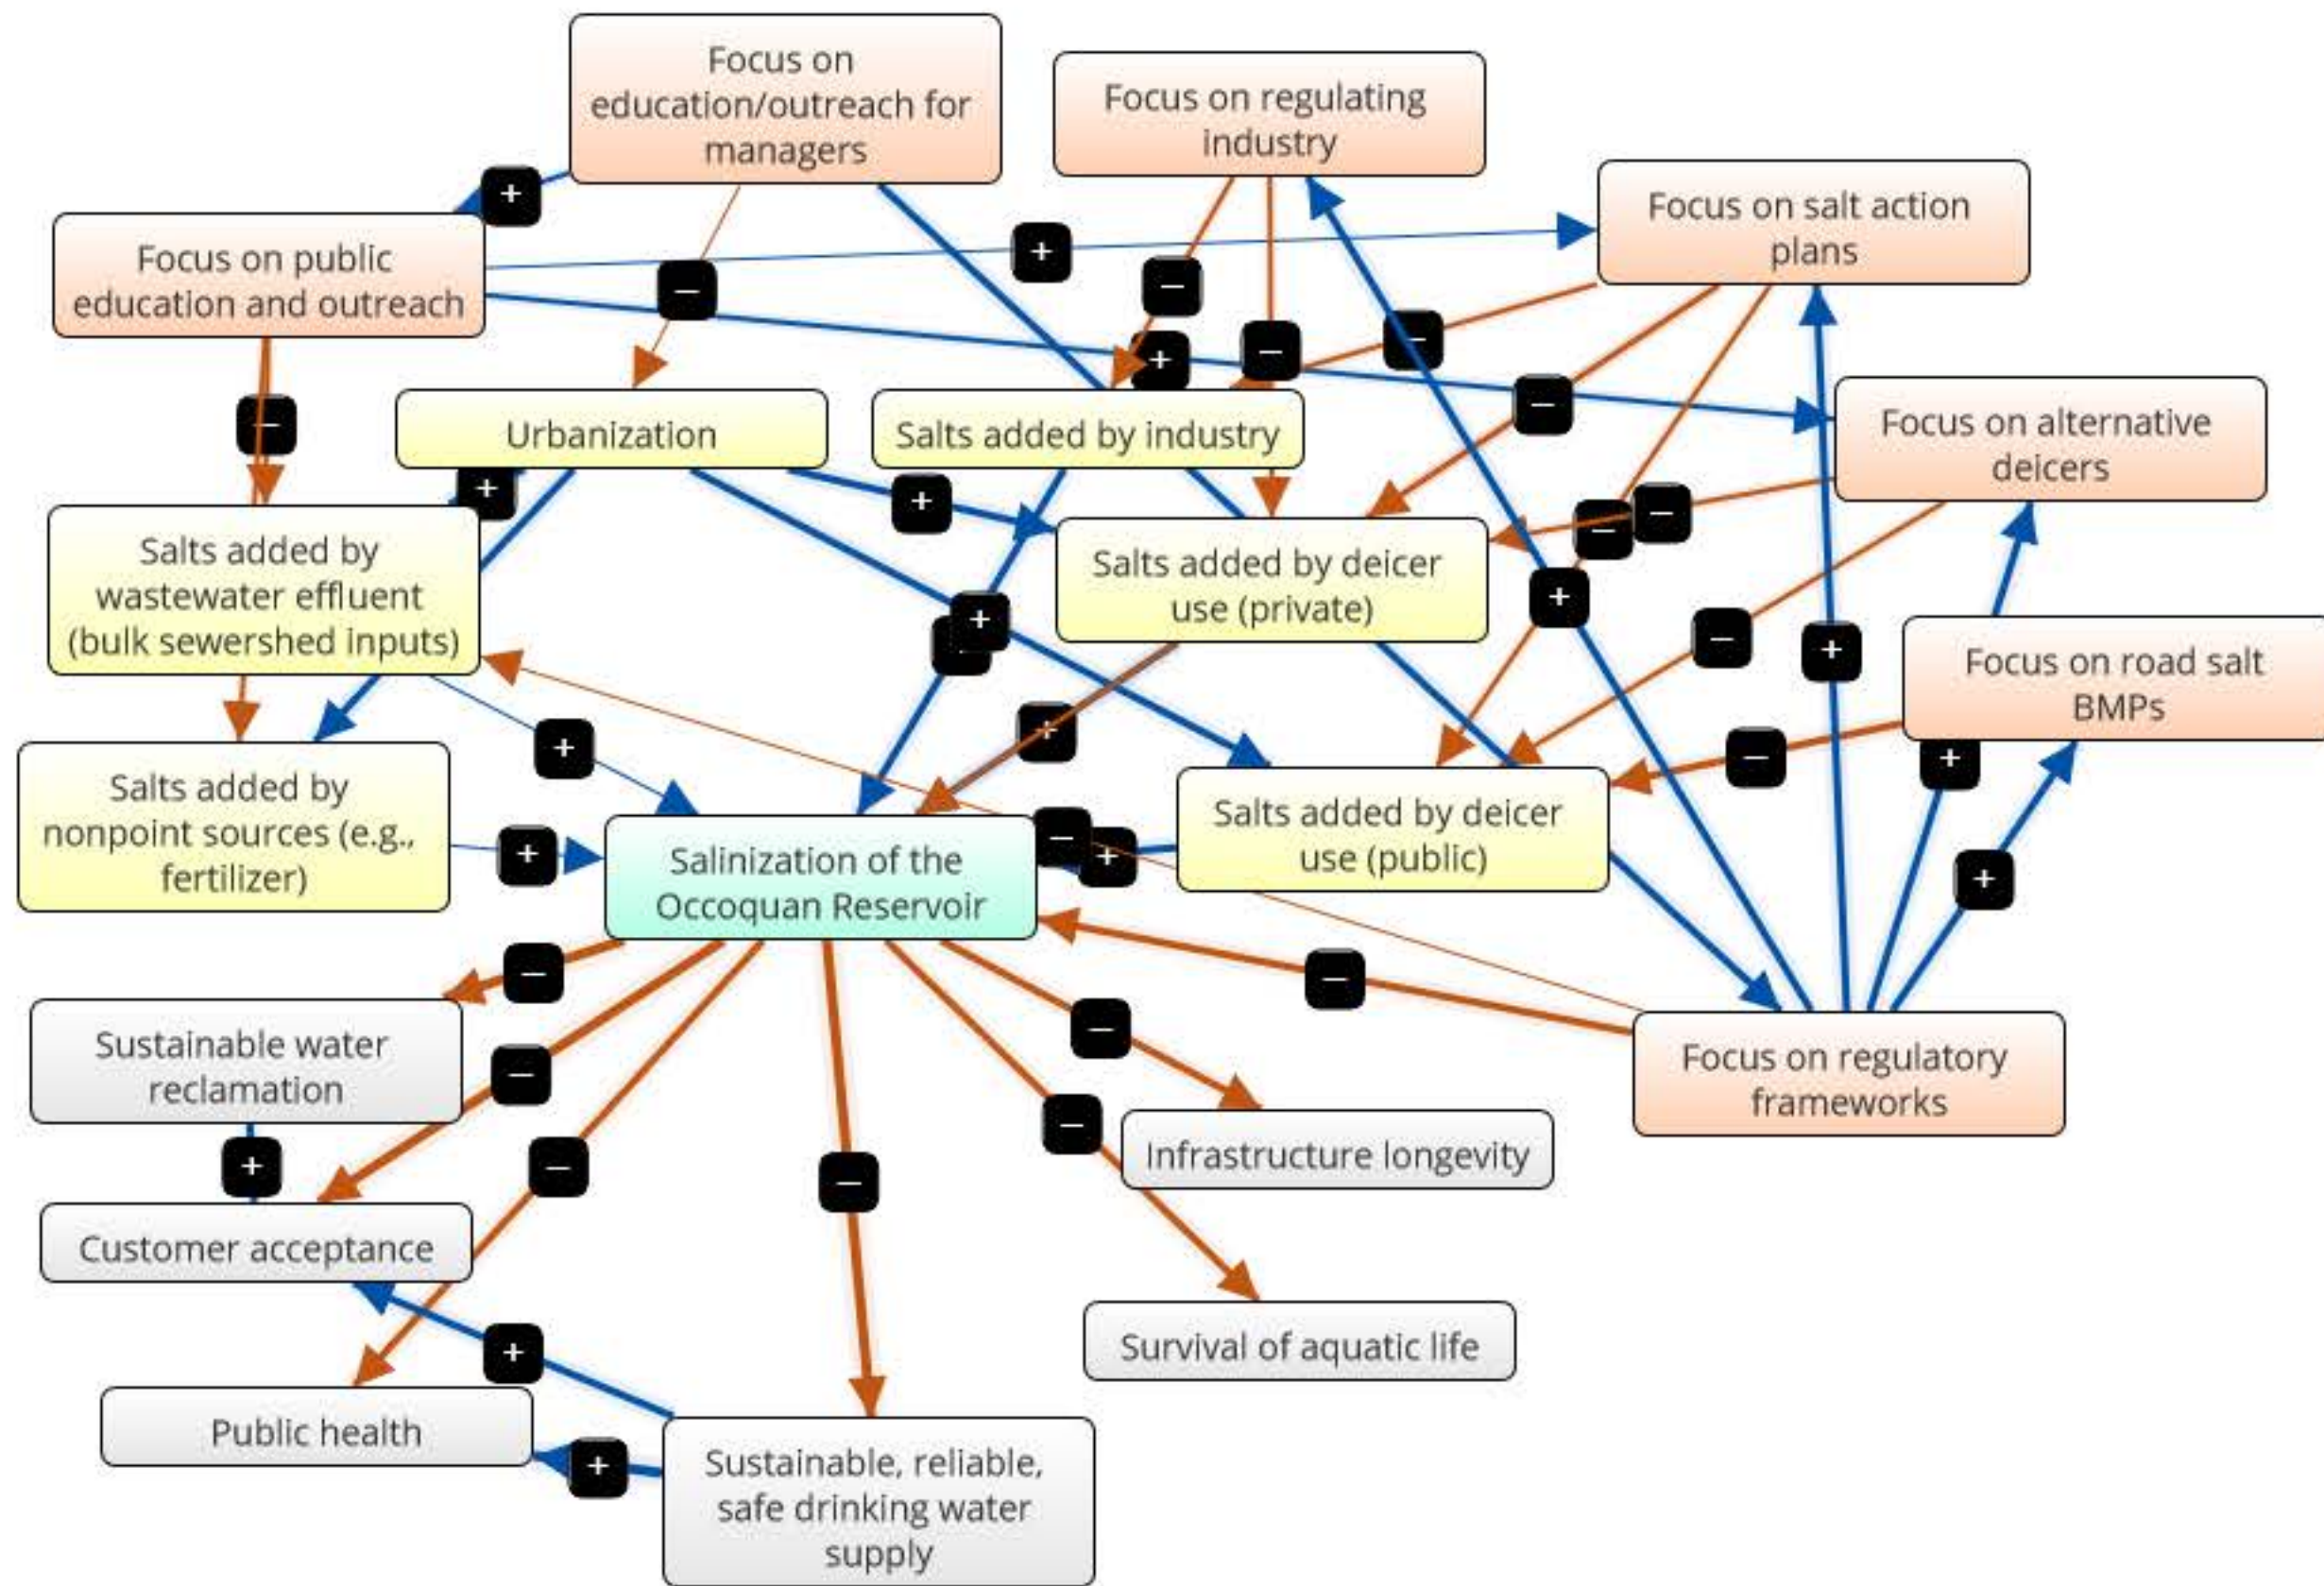 Focus on
education/outreach for
managers
Focus on regulating
industry
Focus on salt action
plans
+
Focus on public
education and outreach
+
−
−
+
−
−
−
−
Urbanization
Salts added by industry
Focus on alternative
deicers
+
+
−
−
Salts added by
wastewater effluent
(bulk sewershed inputs)
Salts added by deicer
use (private)
+
+
−
+
Focus on road salt
BMPs
+
+
−
+
Salts added by
nonpoint sources (e.g.,
fertilizer)
+
Salinization of the
Occoquan Reservoir
−
+
Salts added by deicer
use (public)
+
−
−
−
Sustainable water
reclamation
−
−
Infrastructure longevity
Focus on regulatory
frameworks
+
−
−
Customer acceptance
+
Survival of aquatic life
Public health
+
Sustainable, reliable,
safe drinking water
supply